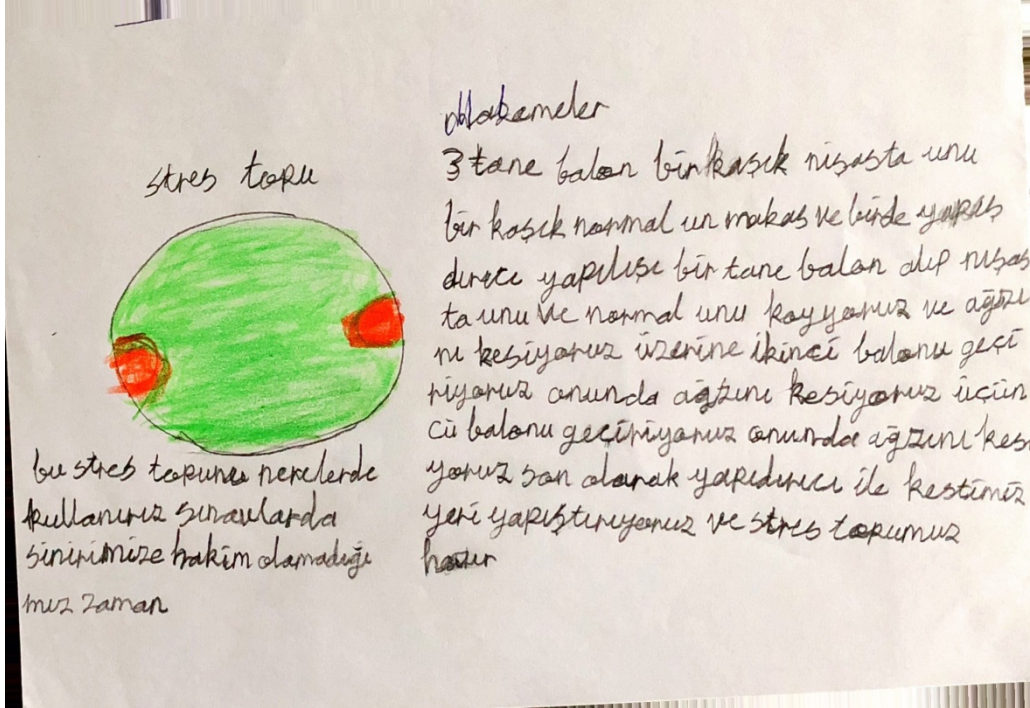 stres topu
bu stres topunu nerelerde
kullanırız sınavlarda
sinirimize hakim olamadığı
mız zaman
Malzameler
3 tane balon bir kaşık nişasta unu
bir kaşık normal un makas ve birde yapış
dırıcı yapılışı bir tane balon alıp nışas
ta unu ve normal unu koyyoruz ve ağzı
nı kesiyoruz üzerine ikinci balonu geçi
riyoruz onunda ağzını kesiyoruz üçün
cü balonu geçiriyoruz onunda ağzını kes
yoruz son olarak yapıdırıcı ile kestimiz
yeri yapıştırıyoruz ve stres topumuz
hazır